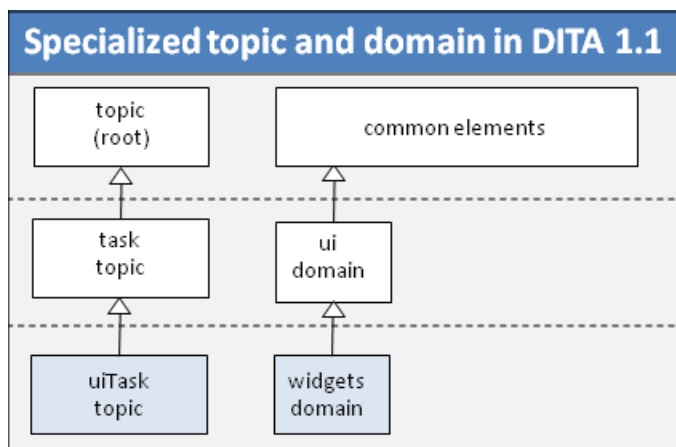 Specialized topic and domain in DITA 1.1
topic
(root)
common elements
task
topic
ui
domain
uiTask
topic
widgets
domain